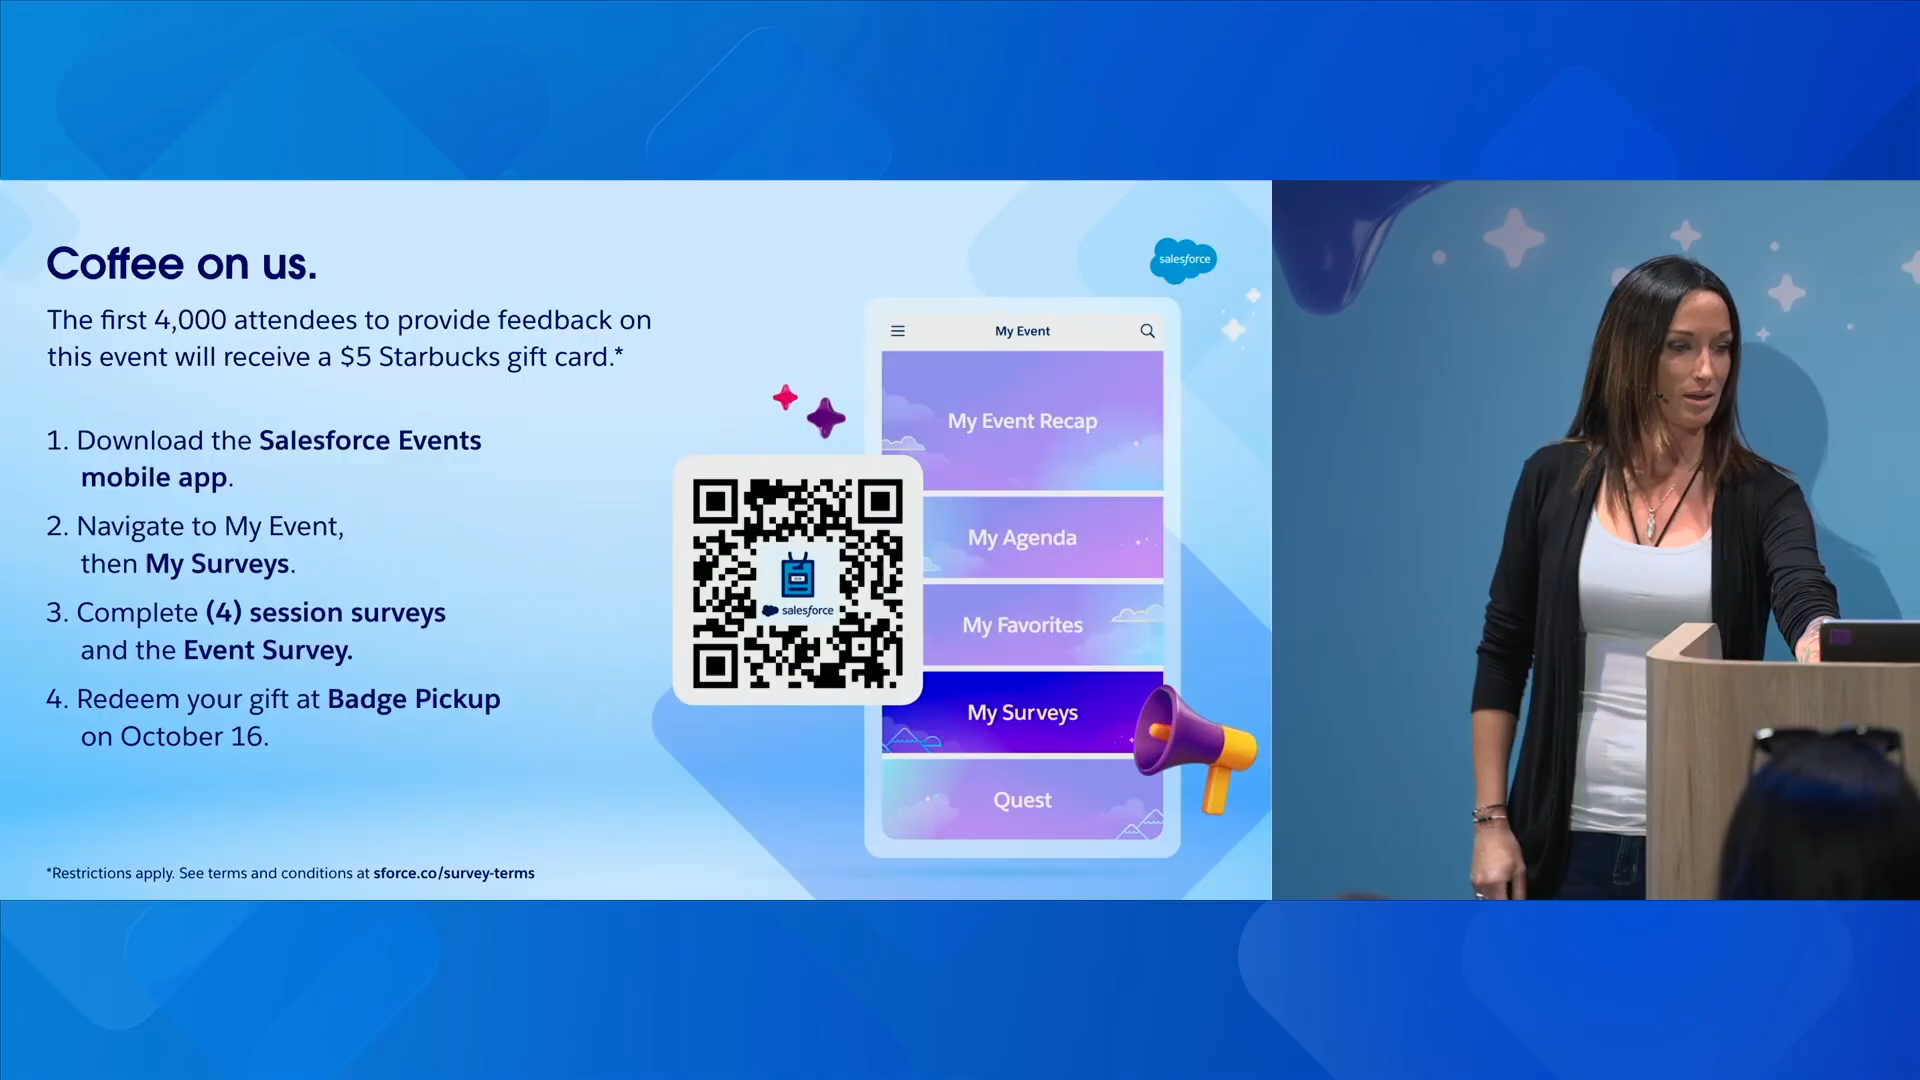 Coffee on us.
The first 4,000 attendees to provide feedback on
this event will receive a $5 Starbucks gift card.*
1. Download the Salesforce Events
mobile app.
2. Navigate to My Event,
then My Surveys.
3. Complete (4) session surveys
and the Event Survey.
4. Redeem your gift at Badge Pickup
on October 16.
*Restrictions apply. See terms and conditions at sforce.co/survey-terms
salesforce
salesforce
My Event
My Event Recap
My Agenda
My Favorites
My Surveys
Quest